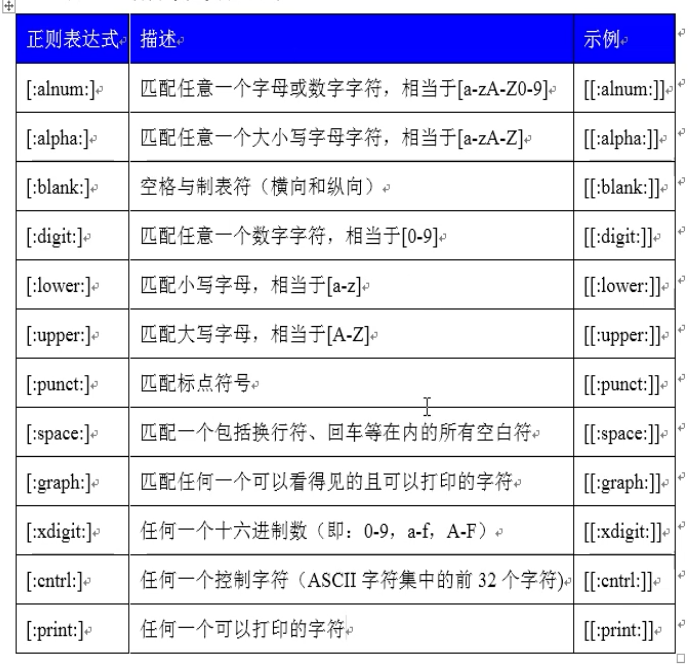 正则表达式 描述 示例
[:alnum:] 匹配任意一个字母或数字字符，相当于[a-zA-Z0-9] [[:alnum:]]
[:alpha:] 匹配任意一个大小写字母字符，相当于[a-zA-Z] [[:alpha:]]
[:blank:] 空格与制表符（横向和纵向） [[:blank:]]
[:digit:] 匹配任意一个数字字符，相当于[0-9] [[:digit:]]
[:lower:] 匹配小写字母，相当于[a-z] [[:lower:]]
[:upper:] 匹配大写字母，相当于[A-Z] [[:upper:]]
[:punct:] 匹配标点符号 [[:punct:]]
[:space:] 匹配一个包括换行符、回车等在内的所有空白符 [[:space:]]
[:graph:] 匹配任何一个可以看得见的且可以打印的字符 [[:graph:]]
[:xdigit:] 任何一个十六进制数（即：0-9，a-f，A-F） [[:xdigit:]]
[:cntrl:] 任何一个控制字符（ASCII 字符集中的前 32 个字符) [[:cntrl:]]
[:print:] 任何一个可以打印的字符 [[:print:]]